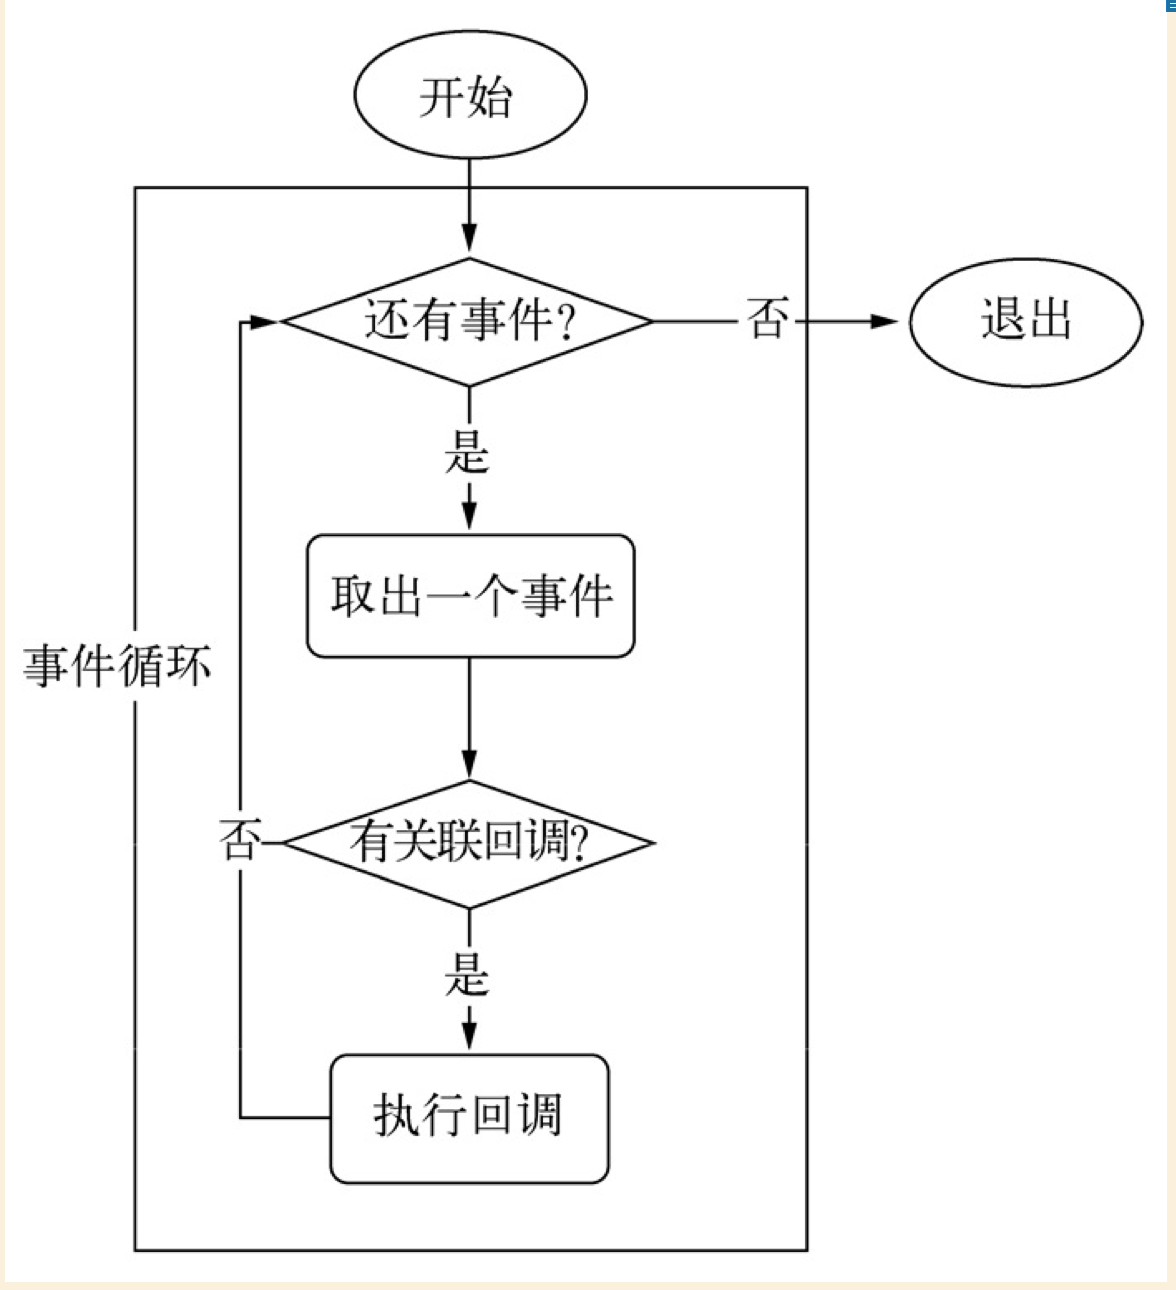 开始
还有事件?
否
退出
是
取出一个事件
事件循环
否
有关联回调?
是
执行回调